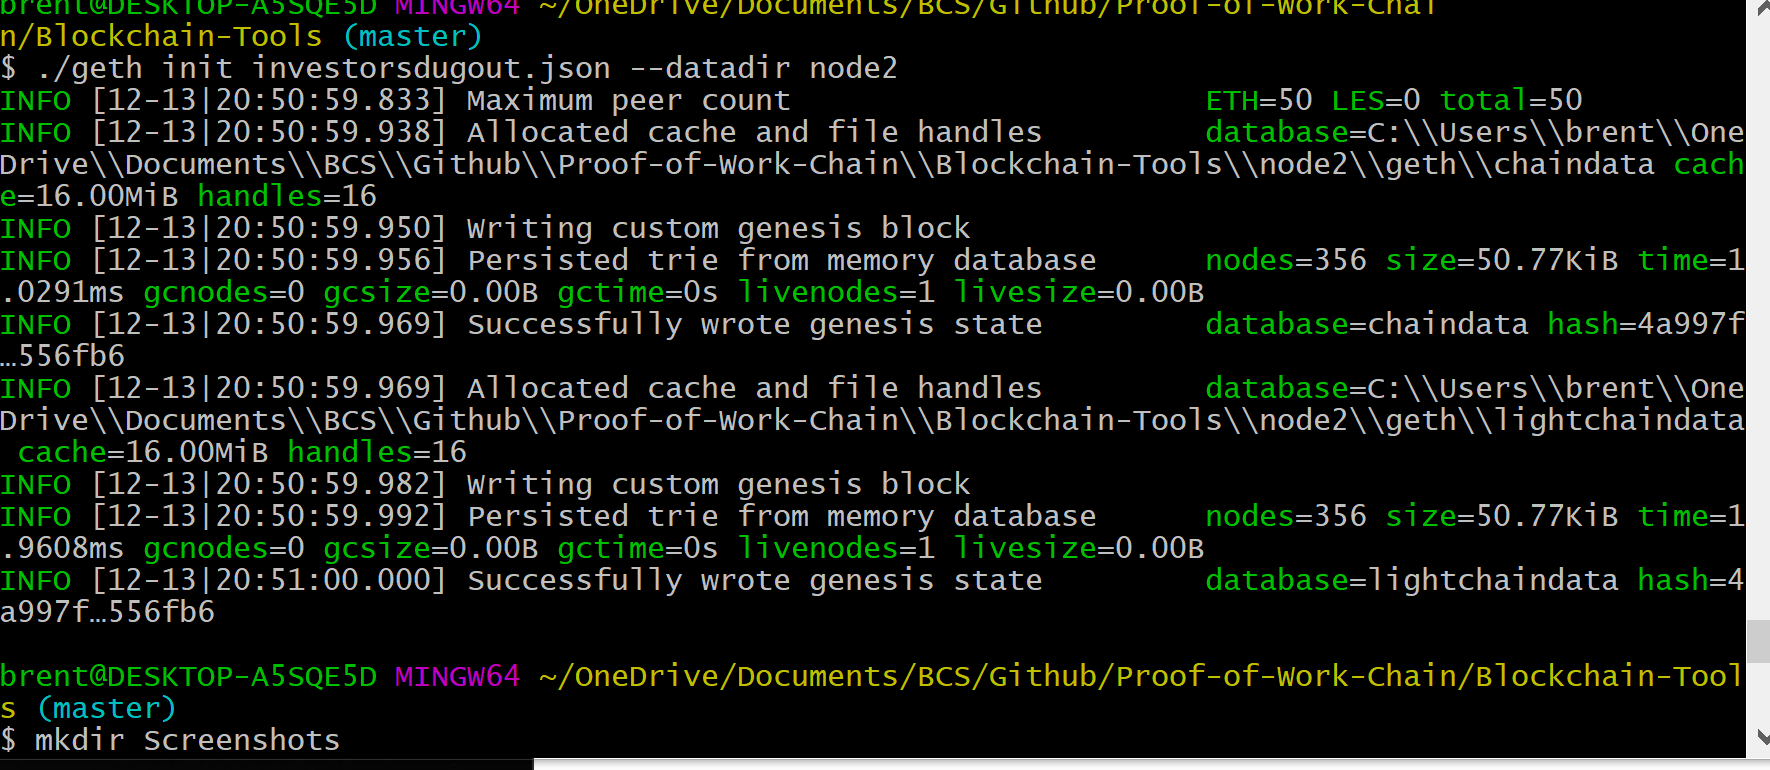 brent@DESKTOP-A5SQE5D MINGW64 ~/OneDrive/Documents/BCS/Github/Proof-of-Work-Chai
n/Blockchain-Tools (master)
$ ./geth init investorsdugout.json --datadir node2
INFO [12-13|20:50:59.833] Maximum peer count                       ETH=50 LES=0 total=50
INFO [12-13|20:50:59.938] Allocated cache and file handles         database=C:\\Users\\brent\\One
Drive\\Documents\\BCS\\Github\\Proof-of-Work-Chain\\Blockchain-Tools\\node2\\geth\\chaindata cach
e=16.00MiB handles=16
INFO [12-13|20:50:59.950] Writing custom genesis block
INFO [12-13|20:50:59.956] Persisted trie from memory database      nodes=356 size=50.77KiB time=1
.0291ms gcnodes=0 gcsize=0.00B gctime=0s livenodes=1 livesize=0.00B
INFO [12-13|20:50:59.969] Successfully wrote genesis state         database=chaindata hash=4a997f
…556fb6
INFO [12-13|20:50:59.969] Allocated cache and file handles         database=C:\\Users\\brent\\One
Drive\\Documents\\BCS\\Github\\Proof-of-Work-Chain\\Blockchain-Tools\\node2\\geth\\lightchaindata
 cache=16.00MiB handles=16
INFO [12-13|20:50:59.982] Writing custom genesis block
INFO [12-13|20:50:59.992] Persisted trie from memory database      nodes=356 size=50.77KiB time=1
.9608ms gcnodes=0 gcsize=0.00B gctime=0s livenodes=1 livesize=0.00B
INFO [12-13|20:51:00.000] Successfully wrote genesis state         database=lightchaindata hash=4
a997f…556fb6
brent@DESKTOP-A5SQE5D MINGW64 ~/OneDrive/Documents/BCS/Github/Proof-of-Work-Chain/Blockchain-Tool
s (master)
$ mkdir Screenshots